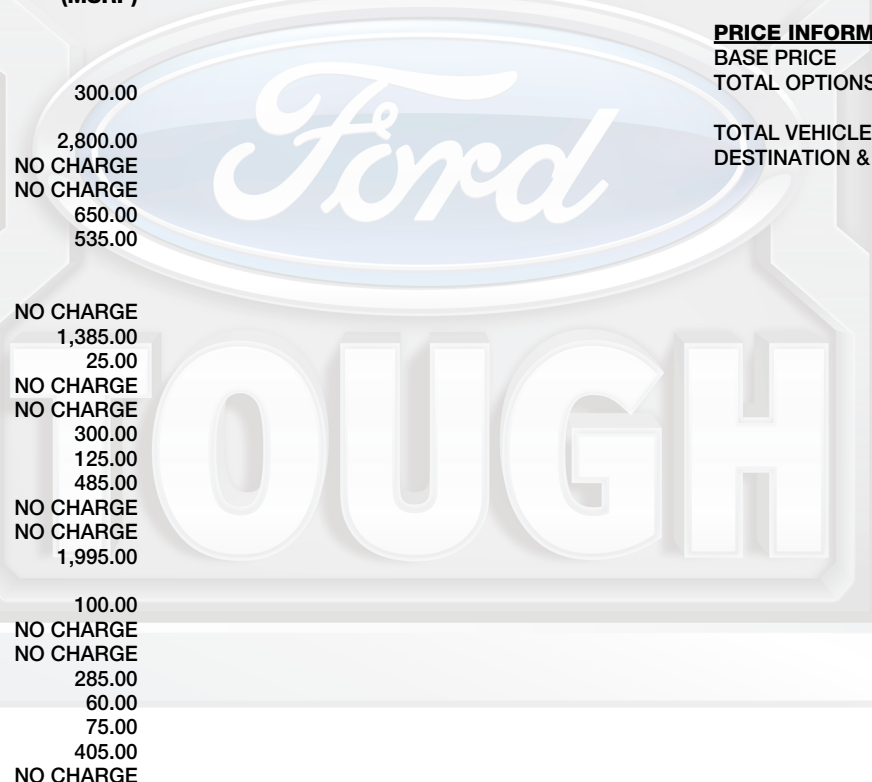 (MSRP)
PRICE INFORM
BASE PRICE
TOTAL OPTIONS
TOTAL VEHICLE
DESTINATION &
300.00
2,800.00
NO CHARGE
NO CHARGE
650.00
535.00
NO CHARGE
1,385.00
25.00
NO CHARGE
NO CHARGE
300.00
125.00
485.00
NO CHARGE
NO CHARGE
1,995.00
100.00
NO CHARGE
NO CHARGE
285.00
60.00
75.00
405.00
NO CHARGE
Ford
TOUGH